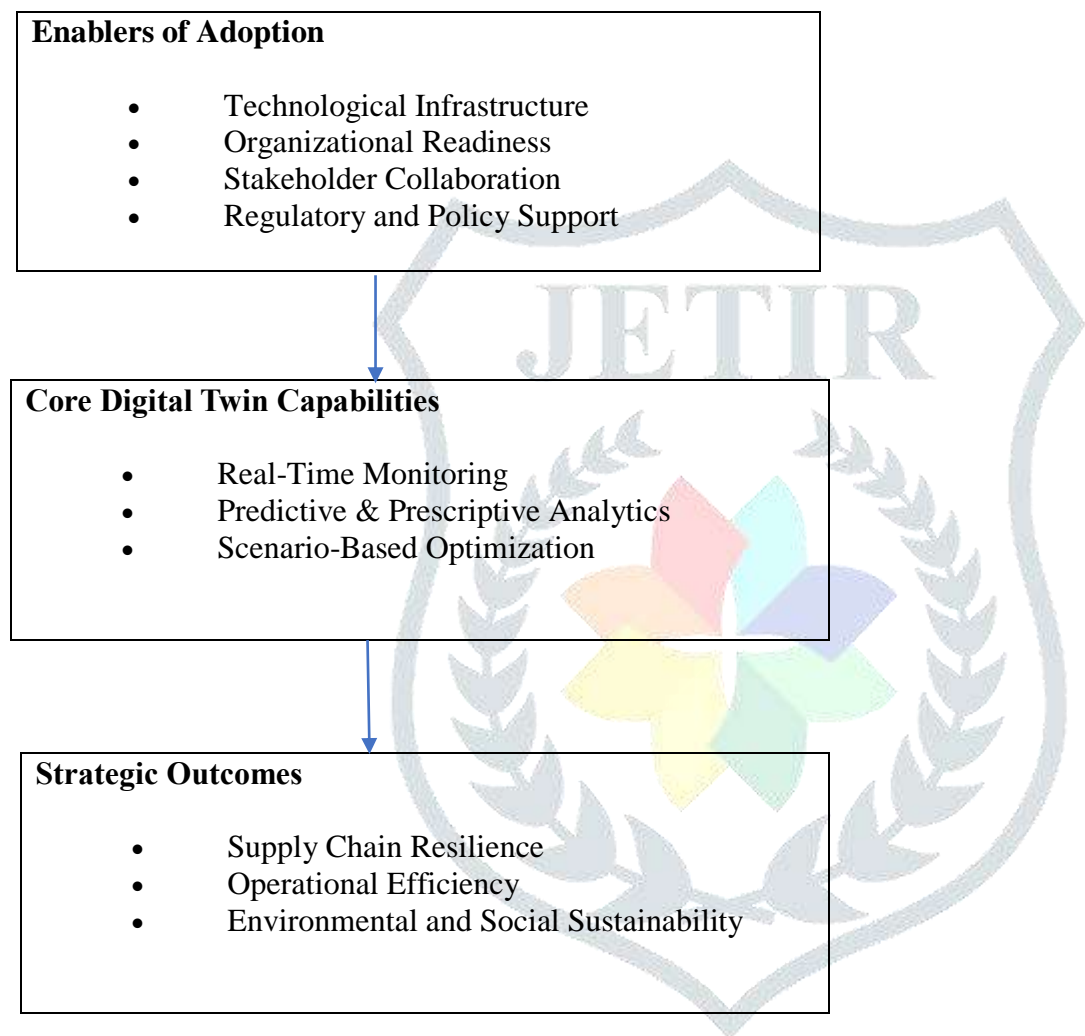 Enablers of Adoption
• Technological Infrastructure
• Organizational Readiness
• Stakeholder Collaboration
• Regulatory and Policy Support
JETIR
Core Digital Twin Capabilities
• Real-Time Monitoring
• Predictive & Prescriptive Analytics
• Scenario-Based Optimization
Strategic Outcomes
• Supply Chain Resilience
• Operational Efficiency
• Environmental and Social Sustainability